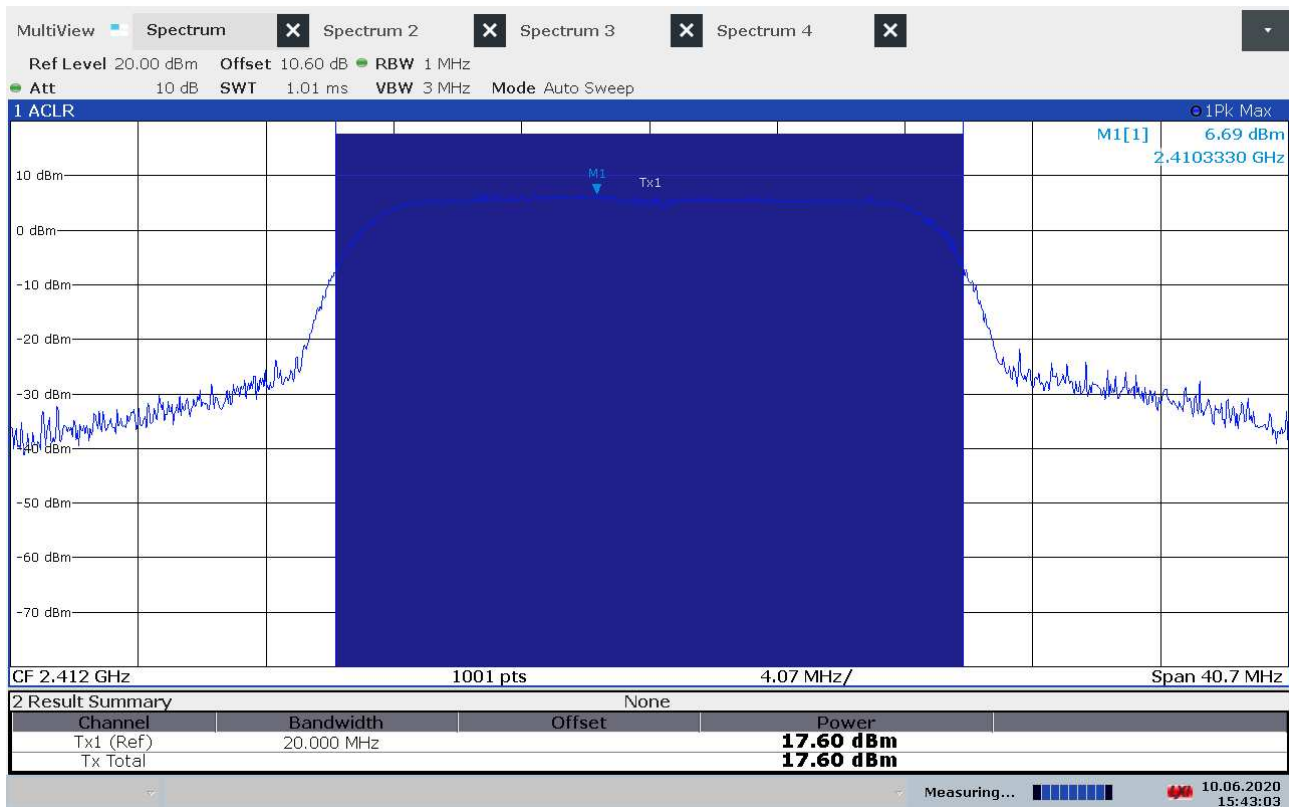 MultiView Spectrum Spectrum 2 Spectrum 3 Spectrum 4
Ref Level 20.00 dBm Offset 10.60 dB RBW 1 MHz
Att 10 dB SWT 1.01 ms VBW 3 MHz Mode Auto Sweep
1 ACLR 1Pk Max
M1[1] 6.69 dBm
2.4103330 GHz
M1
Tx1
10 dBm
0 dBm
-10 dBm
-20 dBm
-30 dBm
-40 dBm
-50 dBm
-60 dBm
-70 dBm
CF 2.412 GHz 1001 pts 4.07 MHz/ Span 40.7 MHz
2 Result Summary None
Channel Bandwidth Offset Power
Tx1 (Ref) 20.000 MHz 17.60 dBm
Tx Total 17.60 dBm
Measuring... 10.06.2020
15:43:03